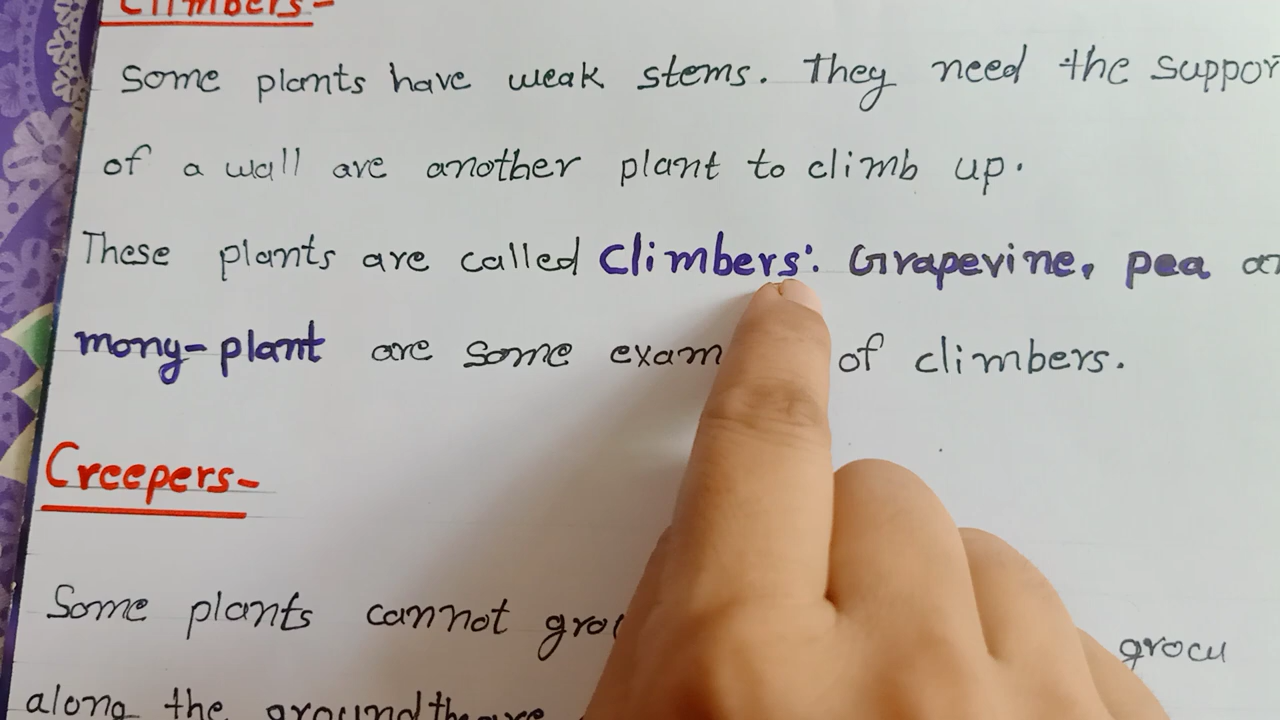 Climbers-
Some plants have weak stems. They need the suppor
of a wall are another plant to climb up.
These plants are called Climbers. Grapevine, pea
mony-plant are some exam of climbers.
Creepers-
Some plants cannot grow
along the ground